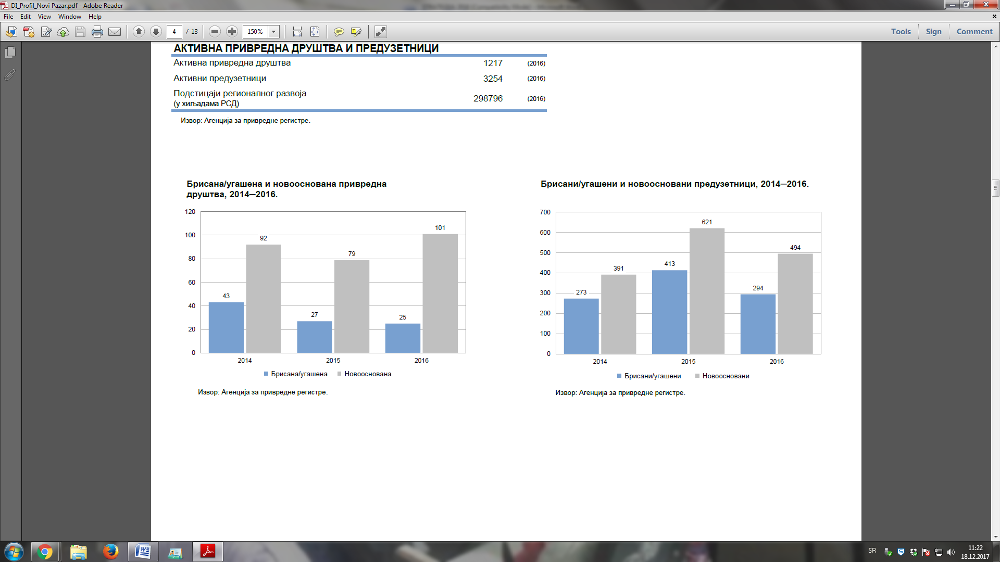 DI_Profil_Novi Pazar.pdf - Adobe Reader
File Edit View Window Help
4 / 13
150%
Tools Sign Comment
АКТИВНА ПРИВРЕДНА ДРУШТВА И ПРЕДУЗЕТНИЦИ
Активна привредна друштва 1217 (2016)
Активни предузетници 3254 (2016)
Подстицаји регионалног развоја
(у хиљадама РСД) 298796 (2016)
Извор: Агенција за привредне регистре.
Брисана/угашена и новооснована привредна
друштва, 2014—2016.
120
100
80
60
40
20
0
43 92 27 79 25 101
2014 2015 2016
Брисана/угашена Новооснована
Извор: Агенција за привредне регистре.
Брисани/угашени и новоосновани предузетници, 2014—2016.
700
600
500
400
300
200
100
0
273 391 413 621 294 494
2014 2015 2016
Брисани/угашени Новоосновани
Извор: Агенција за привредне регистре.
SR
11:22
18.12.2017